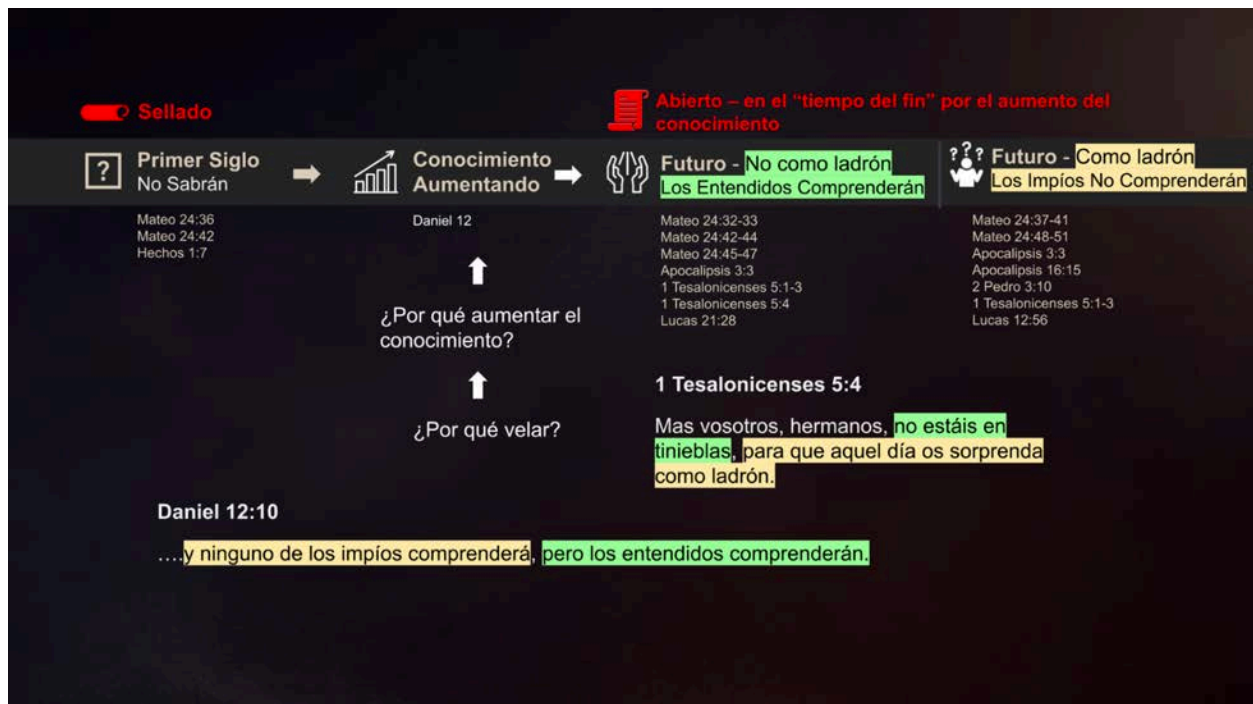 Sellado
Abierto – en el “tiempo del fin” por el aumento del
conocimiento
?
Primer Siglo
No Sabrán
Conocimiento
Aumentando
Futuro - No como ladrón
Los Entendidos Comprenderán
? ? ?
Futuro - Como ladrón
Los Impíos No Comprenderán
Mateo 24:36
Mateo 24:42
Hechos 1:7
Daniel 12
Mateo 24:32-33
Mateo 24:42-44
Mateo 24:45-47
Apocalipsis 3:3
1 Tesalonicenses 5:1-3
1 Tesalonicenses 5:4
Lucas 21:28
Mateo 24:37-41
Mateo 24:48-51
Apocalipsis 3:3
Apocalipsis 16:15
2 Pedro 3:10
1 Tesalonicenses 5:1-3
Lucas 12:56
¿Por qué aumentar el
conocimiento?
¿Por qué velar?
1 Tesalonicenses 5:4
Mas vosotros, hermanos, no estáis en
tinieblas, para que aquel día os sorprenda
como ladrón.
Daniel 12:10
….y ninguno de los impíos comprenderá, pero los entendidos comprenderán.